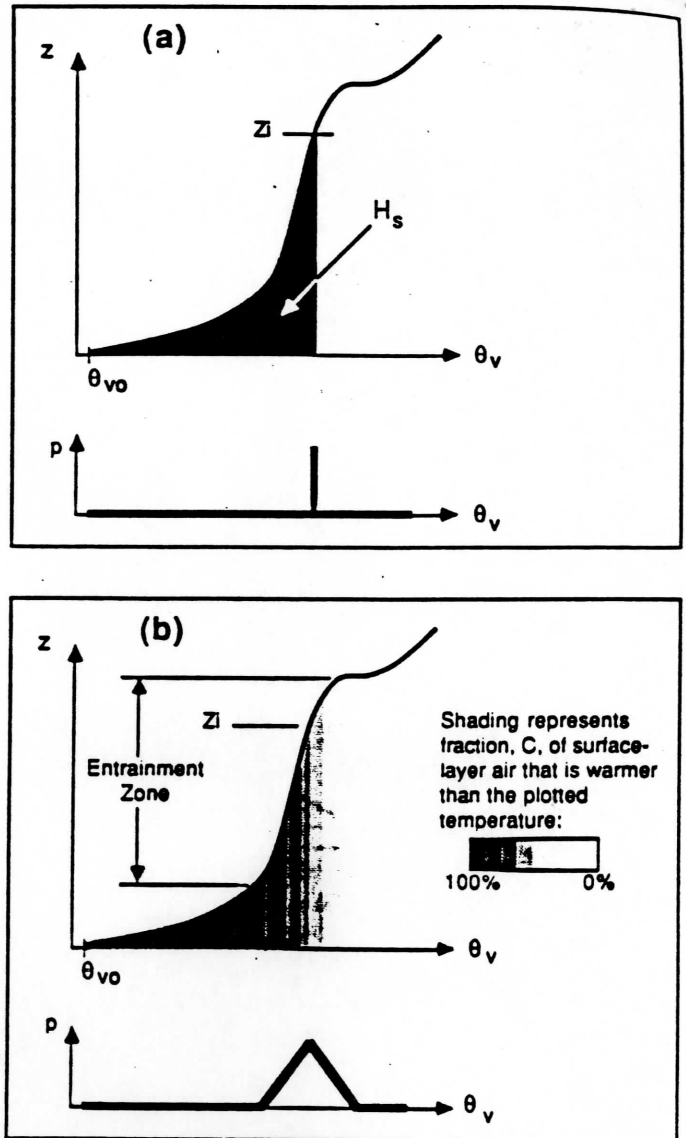 (a)
z
Zi
Hs
θvo
θv
p
θv
(b)
z
Zi
Entrainment
Zone
Shading represents
fraction, C, of surface-
layer air that is warmer
than the plotted
temperature:
100% 0%
θvo
θv
p
θv